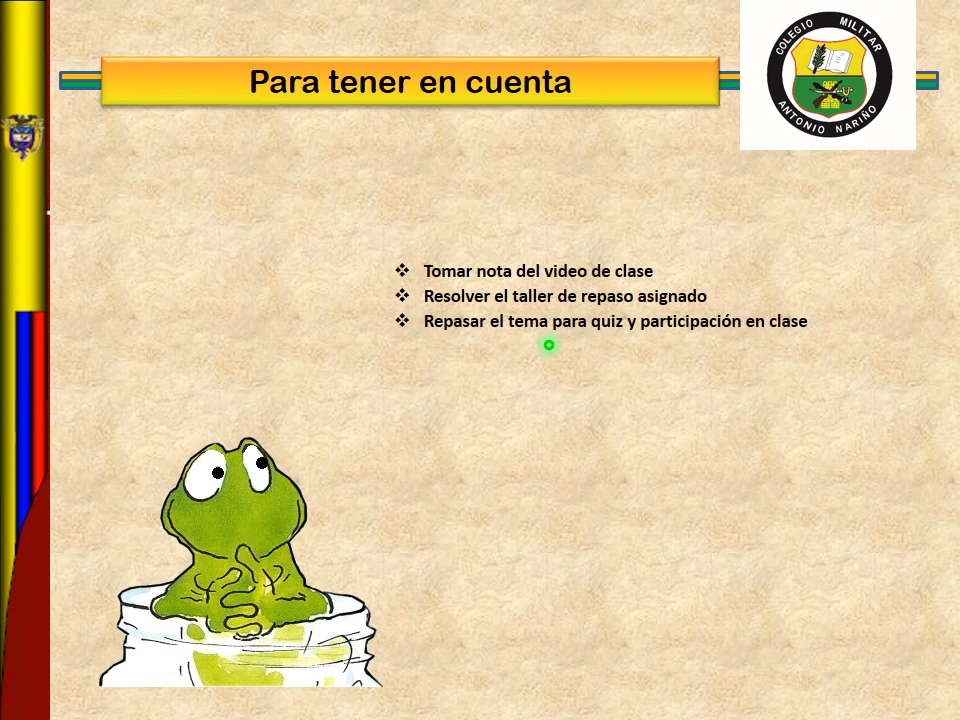 COLEGIO MILITAR
ANTONIO NARIÑO
Para tener en cuenta
❖ Tomar nota del video de clase
❖ Resolver el taller de repaso asignado
❖ Repasar el tema para quiz y participación en clase